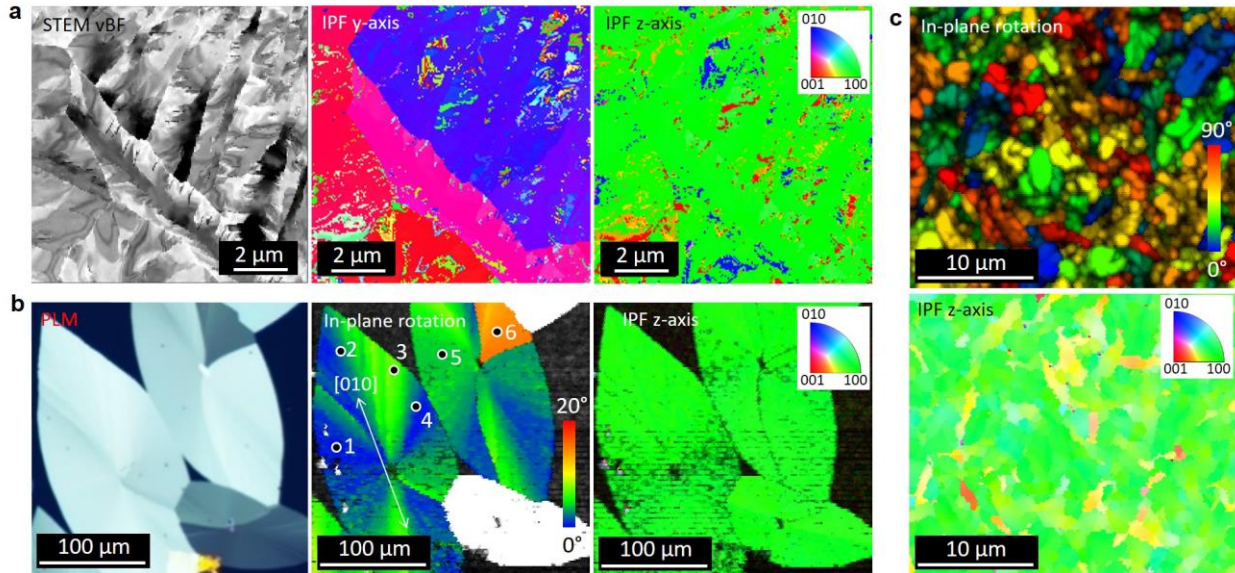 a
STEM vBF
2 µm
IPF y-axis
2 µm
IPF z-axis
010
001 100
2 µm
c
In-plane rotation
90°
0°
10 µm
b
PLM
100 µm
In-plane rotation
2
3
5
6
[010]
4
1
20°
0°
100 µm
IPF z-axis
010
001 100
100 µm
IPF z-axis
010
001 100
10 µm